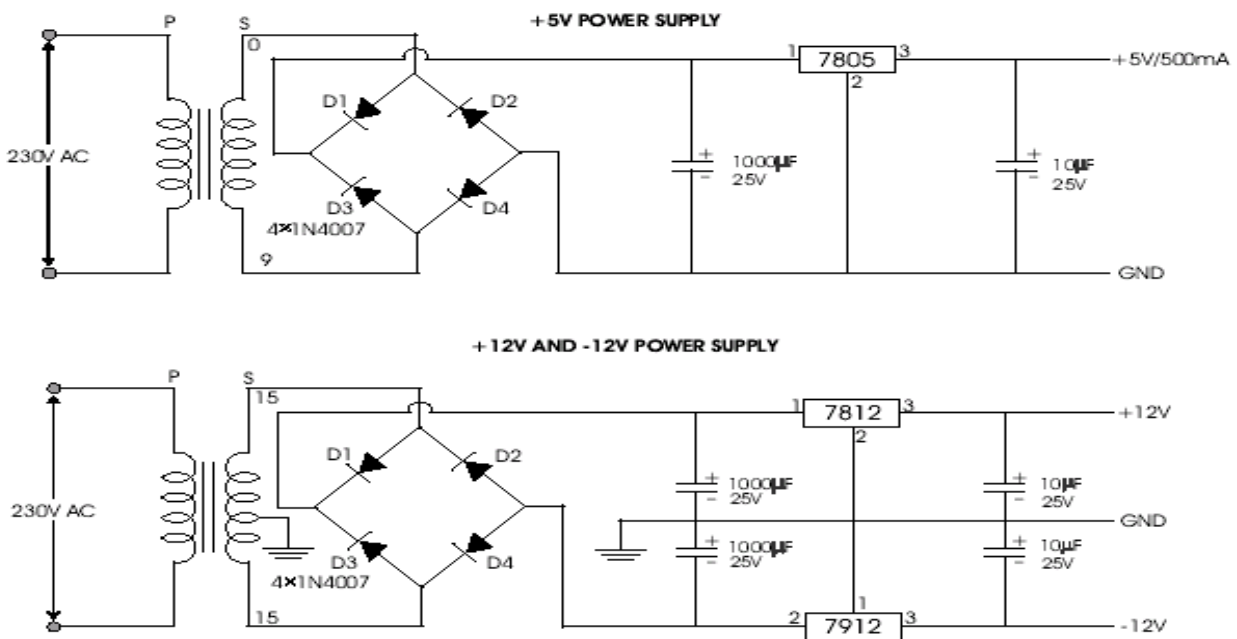 +5V POWER SUPPLY
P S
0
1 7805 3
2
+5V/500mA
D1 D2
230V AC
+ 1000µF
- 25V
+ 10µF
- 25V
D3 D4
4×1N4007
9
GND
+12V AND -12V POWER SUPPLY
P S
15
1 7812 3
2
+12V
D1 D2
+ 1000µF
25V
+ 10µF
25V
230V AC
GND
D3 D4
+ 1000µF
25V
+ 10µF
25V
4×1N4007
15
1
2 7912 3
-12V